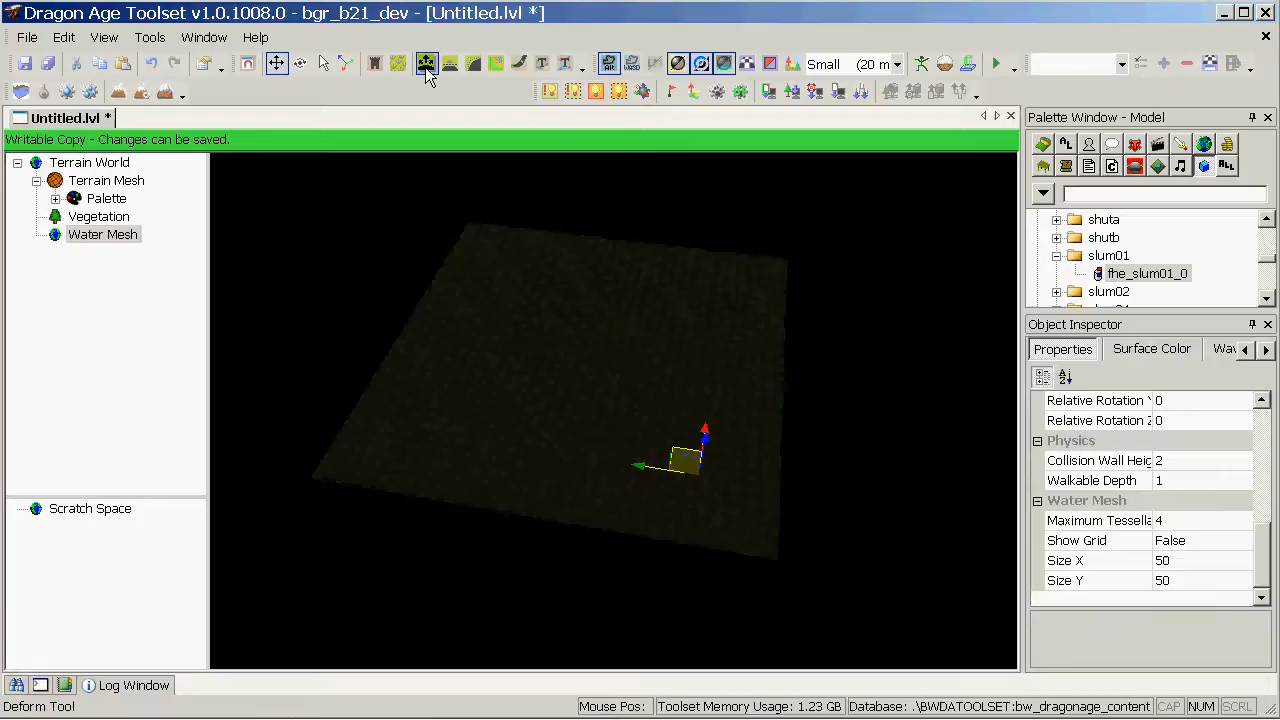 Dragon Age Toolset v1.0.1008.0 - bgr_b21_dev - [Untitled.lvl *]
File Edit View Tools Window Help
Small (20 m
Untitled.lvl *
Writable Copy - Changes can be saved.
Terrain World
Terrain Mesh
Palette
Vegetation
Water Mesh
Scratch Space
Palette Window - Model
shuta
shutb
slum01
fhe_slum01_0
slum02
Object Inspector
Properties Surface Color Wav
Relative Rotation Y 0
Relative Rotation Z 0
Physics
Collision Wall Heig 2
Walkable Depth 1
Water Mesh
Maximum Tessella 4
Show Grid False
Size X 50
Size Y 50
Log Window
Deform Tool
Mouse Pos:
Toolset Memory Usage: 1.23 GB
Database: .\BWDATOOLSET:bw_dragonage_content
CAP NUM SCRL